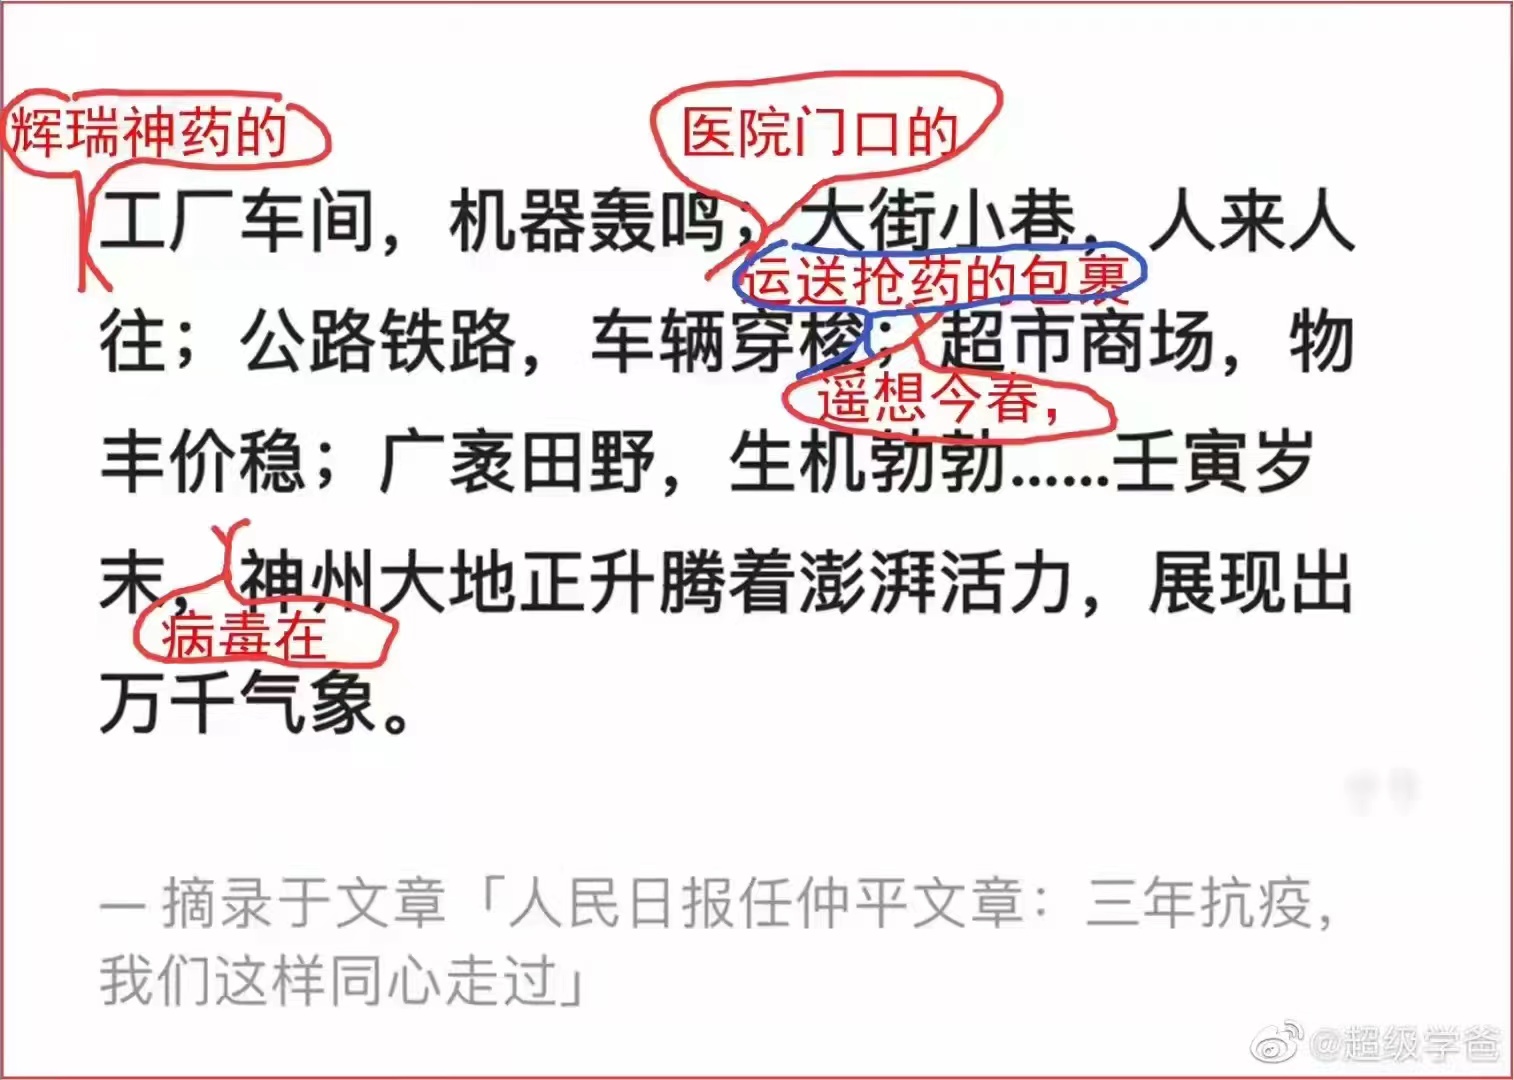 辉瑞神药的
医院门口的
工厂车间，机器轰鸣；大街小巷，人来人
运送抢药的包裹
往；公路铁路，车辆穿梭；超市商场，物
遥想今春，
丰价稳；广袤田野，生机勃勃……壬寅岁
末，神州大地正升腾着澎湃活力，展现出
病毒在
万千气象。
— 摘录于文章「人民日报任仲平文章：三年抗疫，
我们这样同心走过」
@超级学爸